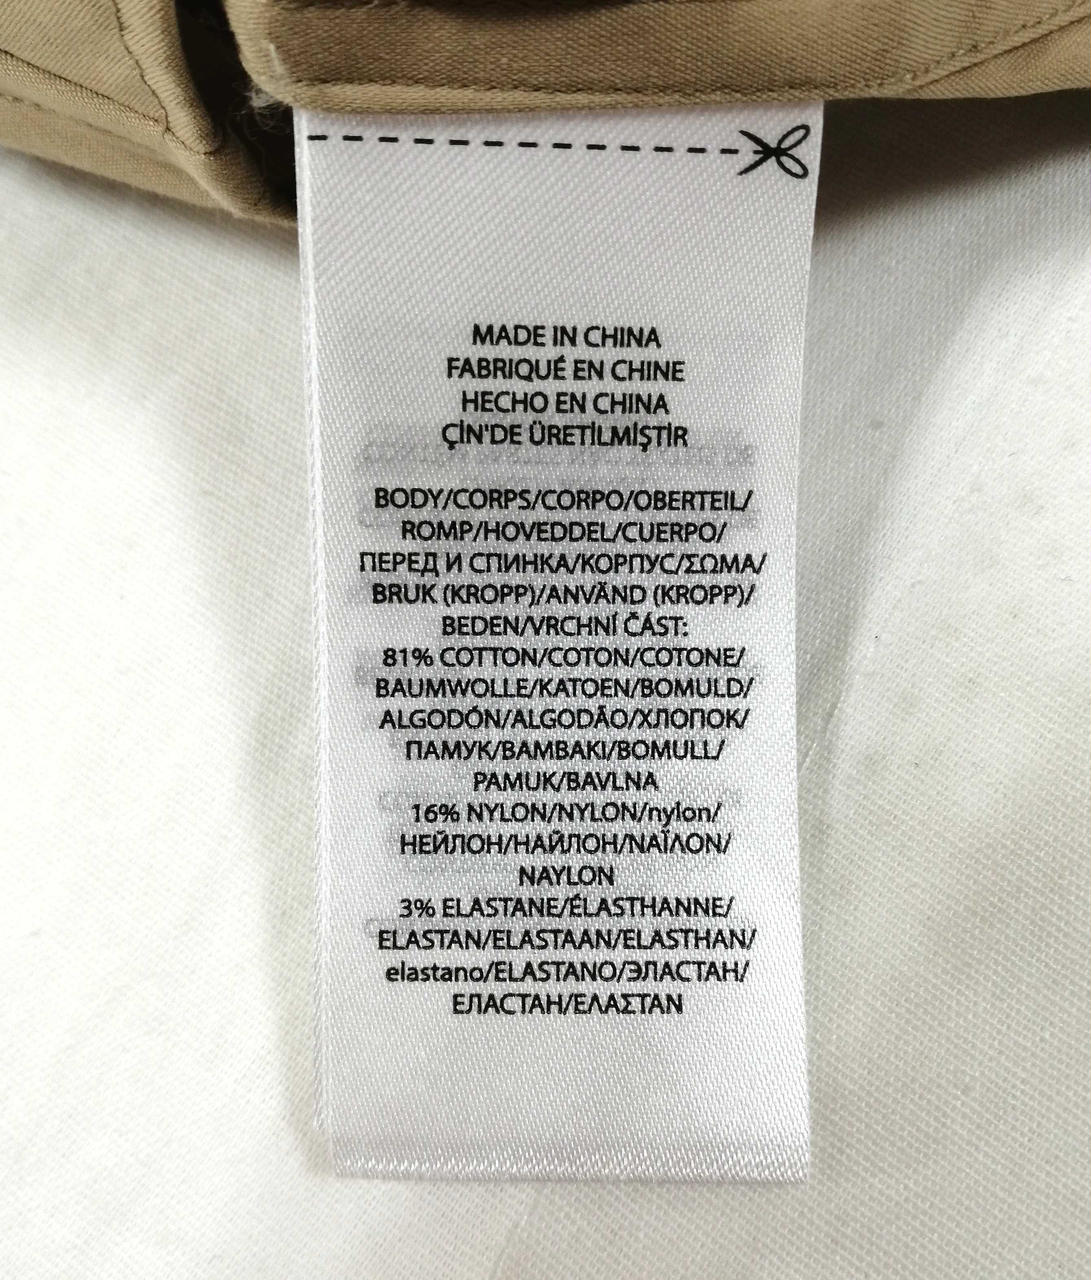 MADE IN CHINA
FABRIQUÉ EN CHINE
HECHO EN CHINA
ÇİN'DE ÜRETİLMİŞTİR
BODY/CORPS/CORPO/OBERTEIL/
ROMP/HOVEDDEL/CUERPO/
ПЕРЕД И СПИНКА/КОРПУС/ΣΩΜΑ/
BRUK (KROPP)/ANVÄND (KROPP)/
BEDEN/VRCHNÍ ČÁST:
81% COTTON/COTON/COTONE/
BAUMWOLLE/KATOEN/BOMULD/
ALGODÓN/ALGODÃO/ХЛОПОК/
ПАМУК/ΒΑΜΒΑΚΙ/BOMULL/
PAMUK/BAVLNA
16% NYLON/NYLON/nylon/
НЕЙЛОН/НАЙЛОН/ΝΑΪΛΟΝ/
NAYLON
3% ELASTANE/ÉLASTHANNE/
ELASTAN/ELASTAAN/ELASTHAN/
elastano/ELASTANO/ЭЛАСТАН/
ЕЛАСТАН/ΕΛΑΣΤΑΝ